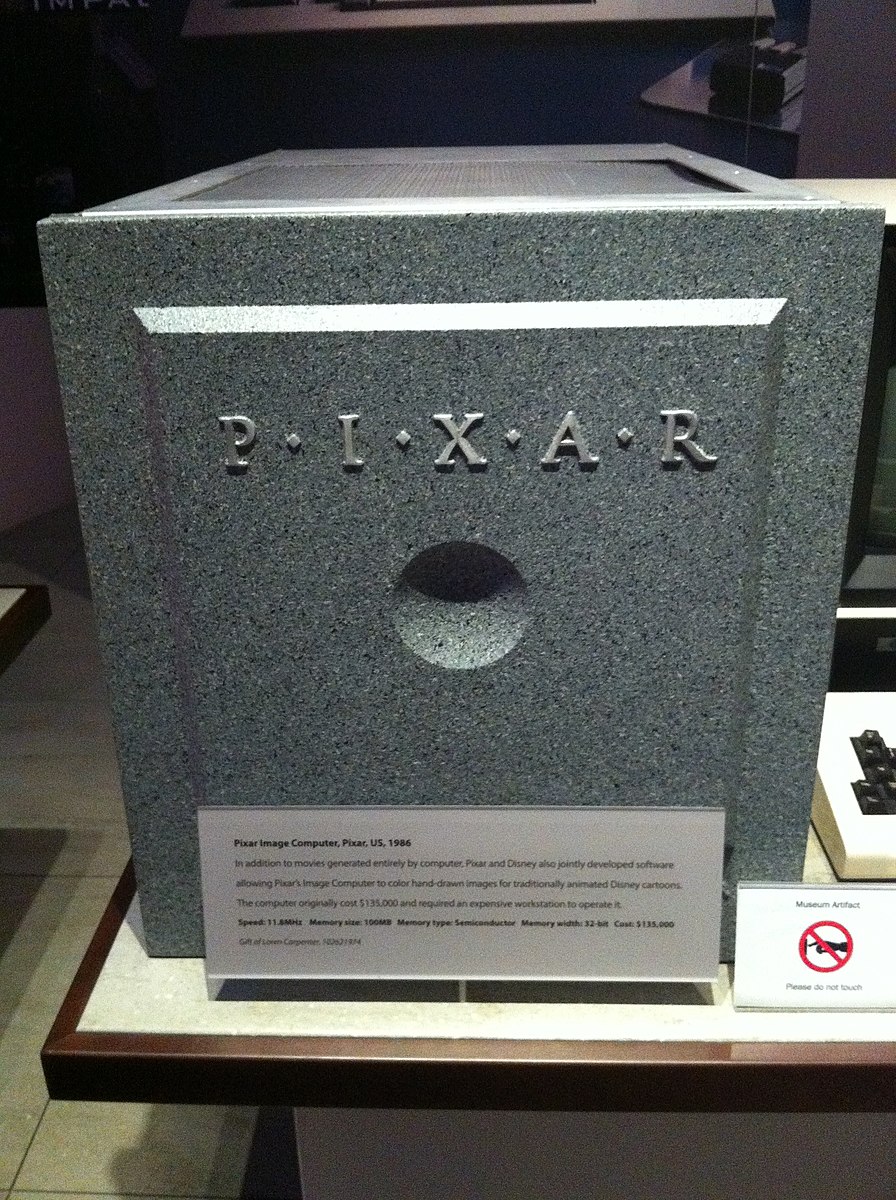 IMPAC
P·I·X·A·R
Pixar Image Computer, Pixar, US, 1986
In addition to movies generated entirely by computer, Pixar and Disney also jointly developed software
allowing Pixar's Image Computer to color hand-drawn images for traditionally animated Disney cartoons.
The computer originally cost $135,000 and required an expensive workstation to operate it.
Speed: 11.8MHz Memory size: 100MB Memory type: Semiconductor Memory width: 32-bit Cost: $135,000
Gift of Loren Carpenter, 102621974
Museum Artifact
Please do not touch